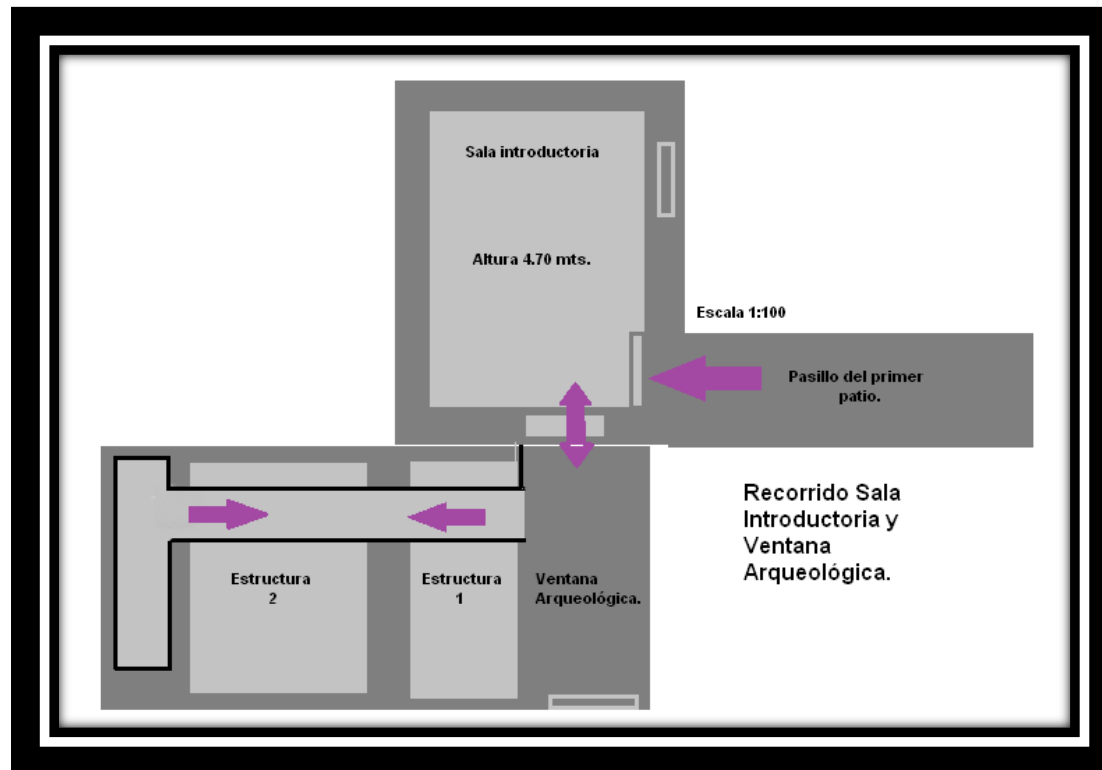 Sala introductoria
Altura 4.70 mts.
Escala 1:100
Pasillo del primer
patio.
Recorrido Sala
Introductoria y
Ventana
Arqueológica.
Estructura
2
Estructura
1
Ventana
Arqueológica.